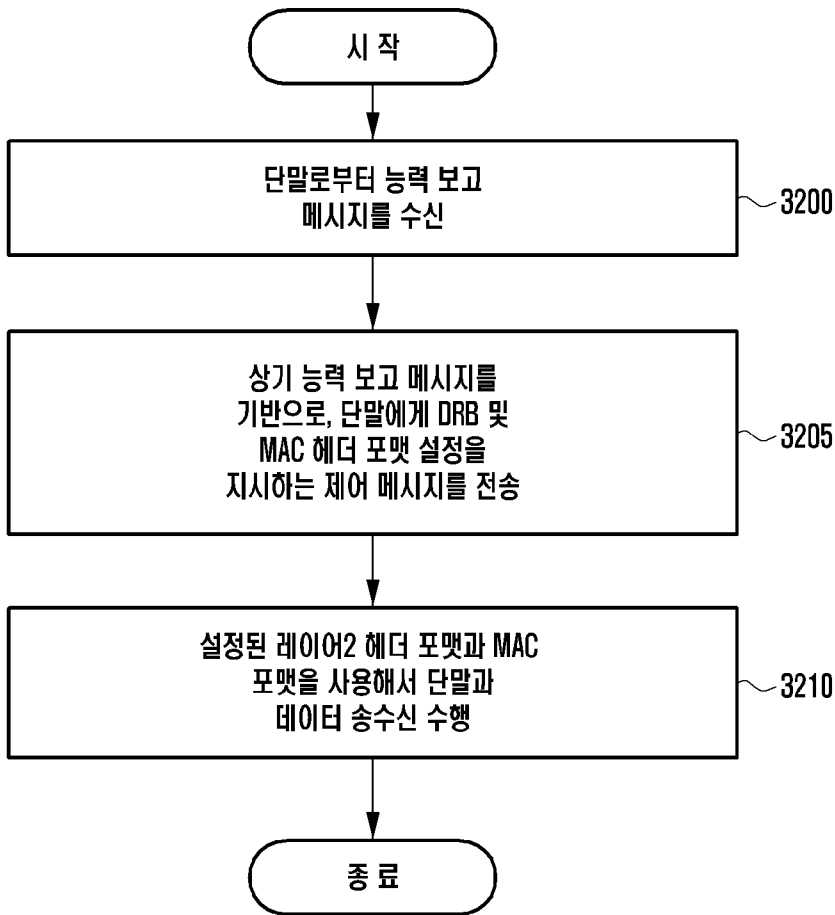 시 작
단말로부터 능력 보고
메시지를 수신
3200
상기 능력 보고 메시지를
기반으로, 단말에게 DRB 및
MAC 헤더 포맷 설정을
지시하는 제어 메시지를 전송
3205
설정된 레이어2 헤더 포맷과 MAC
포맷을 사용해서 단말과
데이터 송수신 수행
3210
종 료